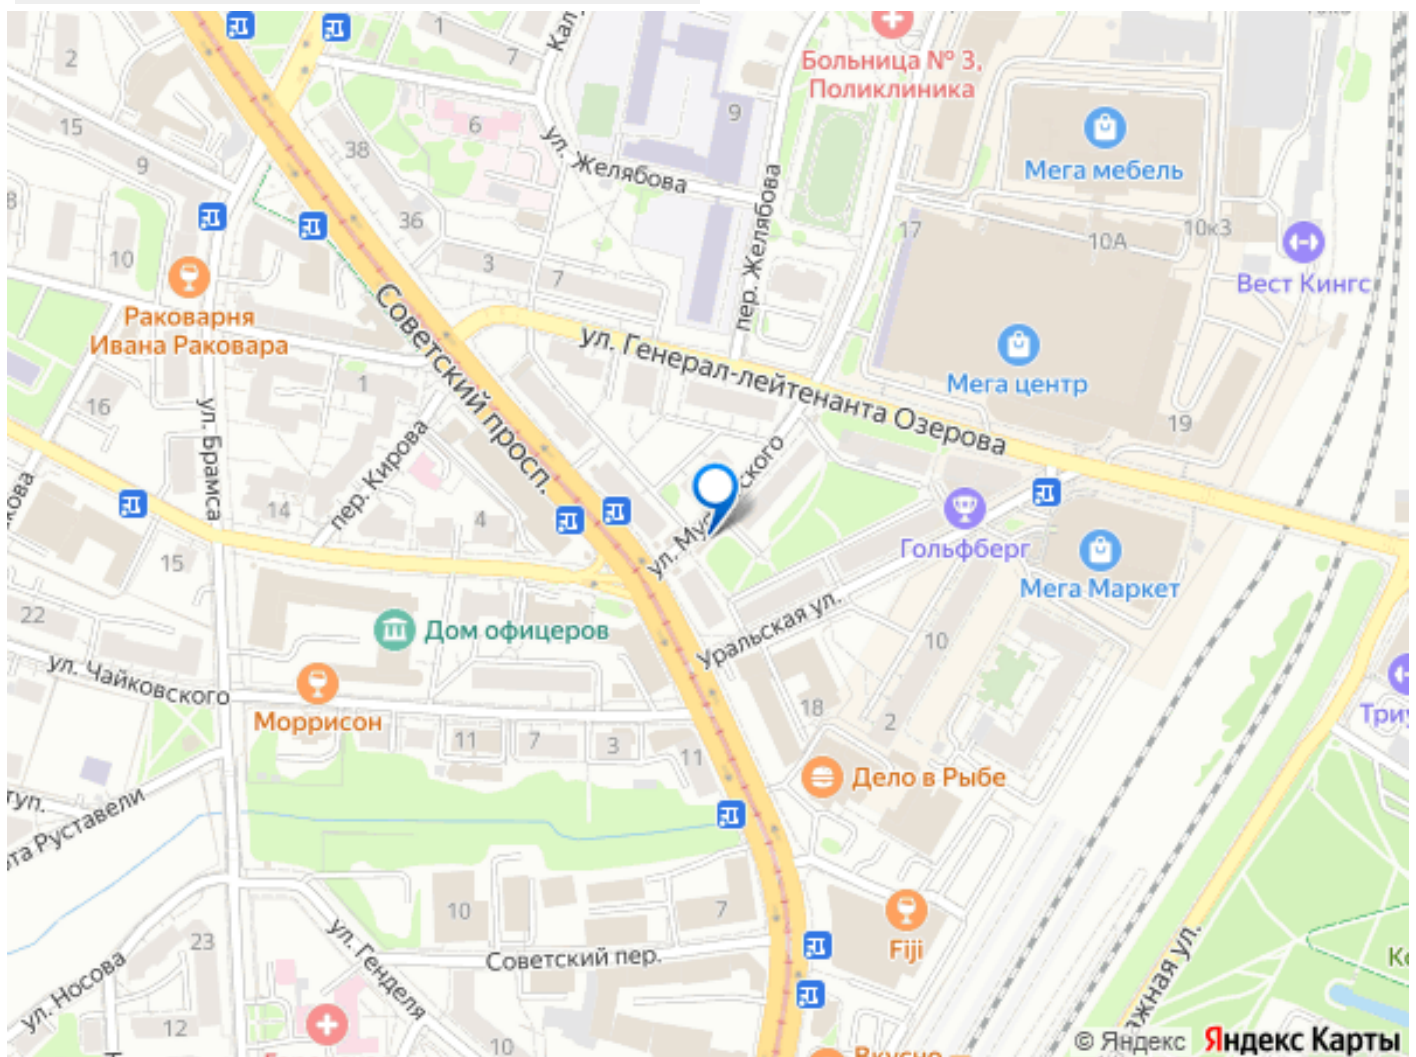 1
7
2
Больница № 3,
Поликлиника
15
9
6
38
9
ул. Желябова
Мега мебель
36
17
10А
10к3
пер. Желябова
8
10
3
7
Вест Кингс
Раковарня
Ивана Раковара
Советский просп.
ул. Генерал-лейтенанта Озерова
Мега центр
1
16
ул. Брамса
пер. Кирова
19
14
4
15
Гольфберг
Мега Маркет
22
Дом офицеров
Уральская ул.
10
ул. Чайковского
Моррисон
11
7
3
11
18
2
Дело в Рыбе
10
7
Fiji
23
ул. Генделя
Советский пер.
ул. Носова
12
10
© Яндекс Яндекс Карты